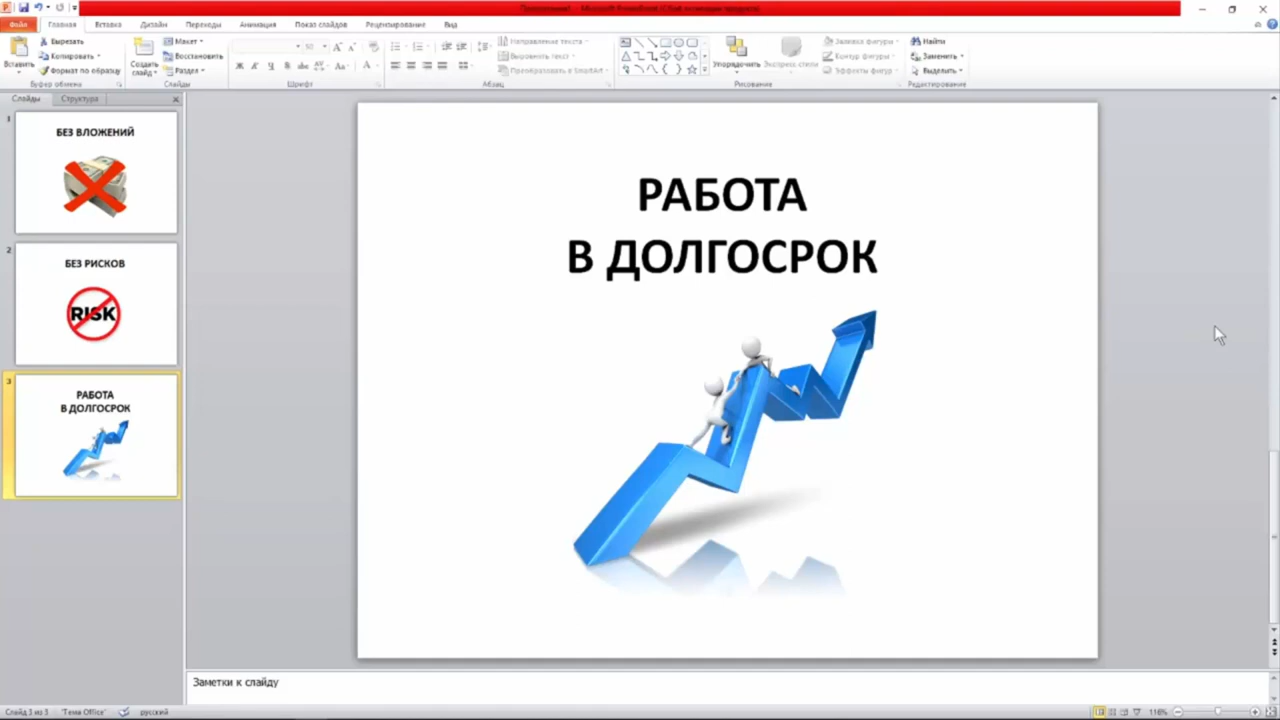 Microsoft PowerPoint
Файл
Главная
Вставка
Дизайн
Переходы
Анимация
Показ слайдов
Рецензирование
Вид
Вставить
Вырезать
Копировать
Формат по образцу
Буфер обмена
Создать
слайд
Макет
Восстановить
Раздел
Слайды
Шрифт
Направление текста
Выровнять текст
Преобразовать в SmartArt
Абзац
Упорядочить
Экспресс-стили
Заливка фигуры
Контур фигуры
Эффекты фигур
Рисование
Найти
Заменить
Выделить
Редактирование
Слайды
Структура
1
БЕЗ ВЛОЖЕНИЙ
2
БЕЗ РИСКОВ
RISK
3
РАБОТА
В ДОЛГОСРОК
РАБОТА
В ДОЛГОСРОК
Заметки к слайду
Слайд 3 из 3
"Тема Office"
русский
116%